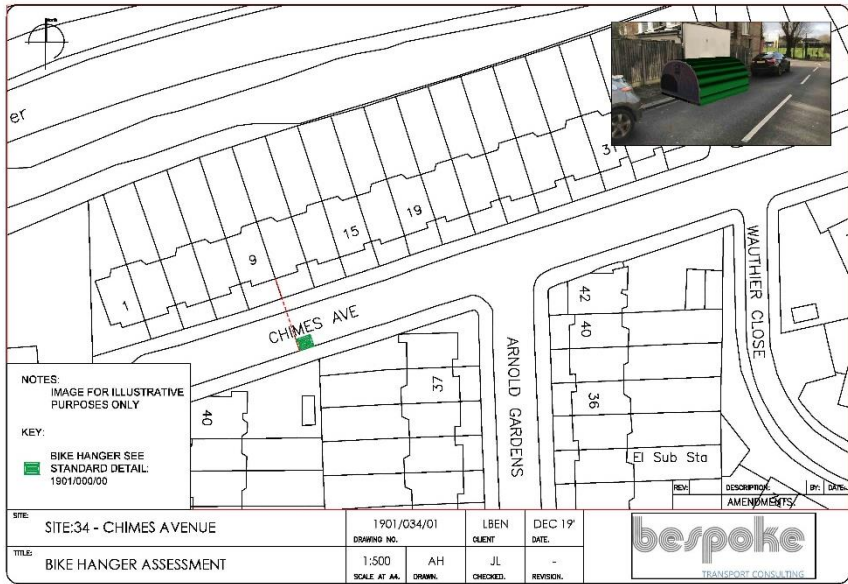 er
1
9
15
19
31
CHIMES AVE
ARNOLD GARDENS
WAUTHIER CLOSE
42
40
36
37
40
El Sub Sta
NOTES:
IMAGE FOR ILLUSTRATIVE
PURPOSES ONLY
KEY:
BIKE HANGER SEE
STANDARD DETAIL:
1901/000/00
REV: DESCRIPTION: BY: DATE:
AMENDMENTS.
SITE:
SITE:34 - CHIMES AVENUE
TITLE:
BIKE HANGER ASSESSMENT
1901/034/01 LBEN DEC 19'
DRAWING NO. CLIENT DATE.
1:500 AH JL -
SCALE AT A4. DRAWN. CHECKED. REVISION.
bespoke
TRANSPORT CONSULTING